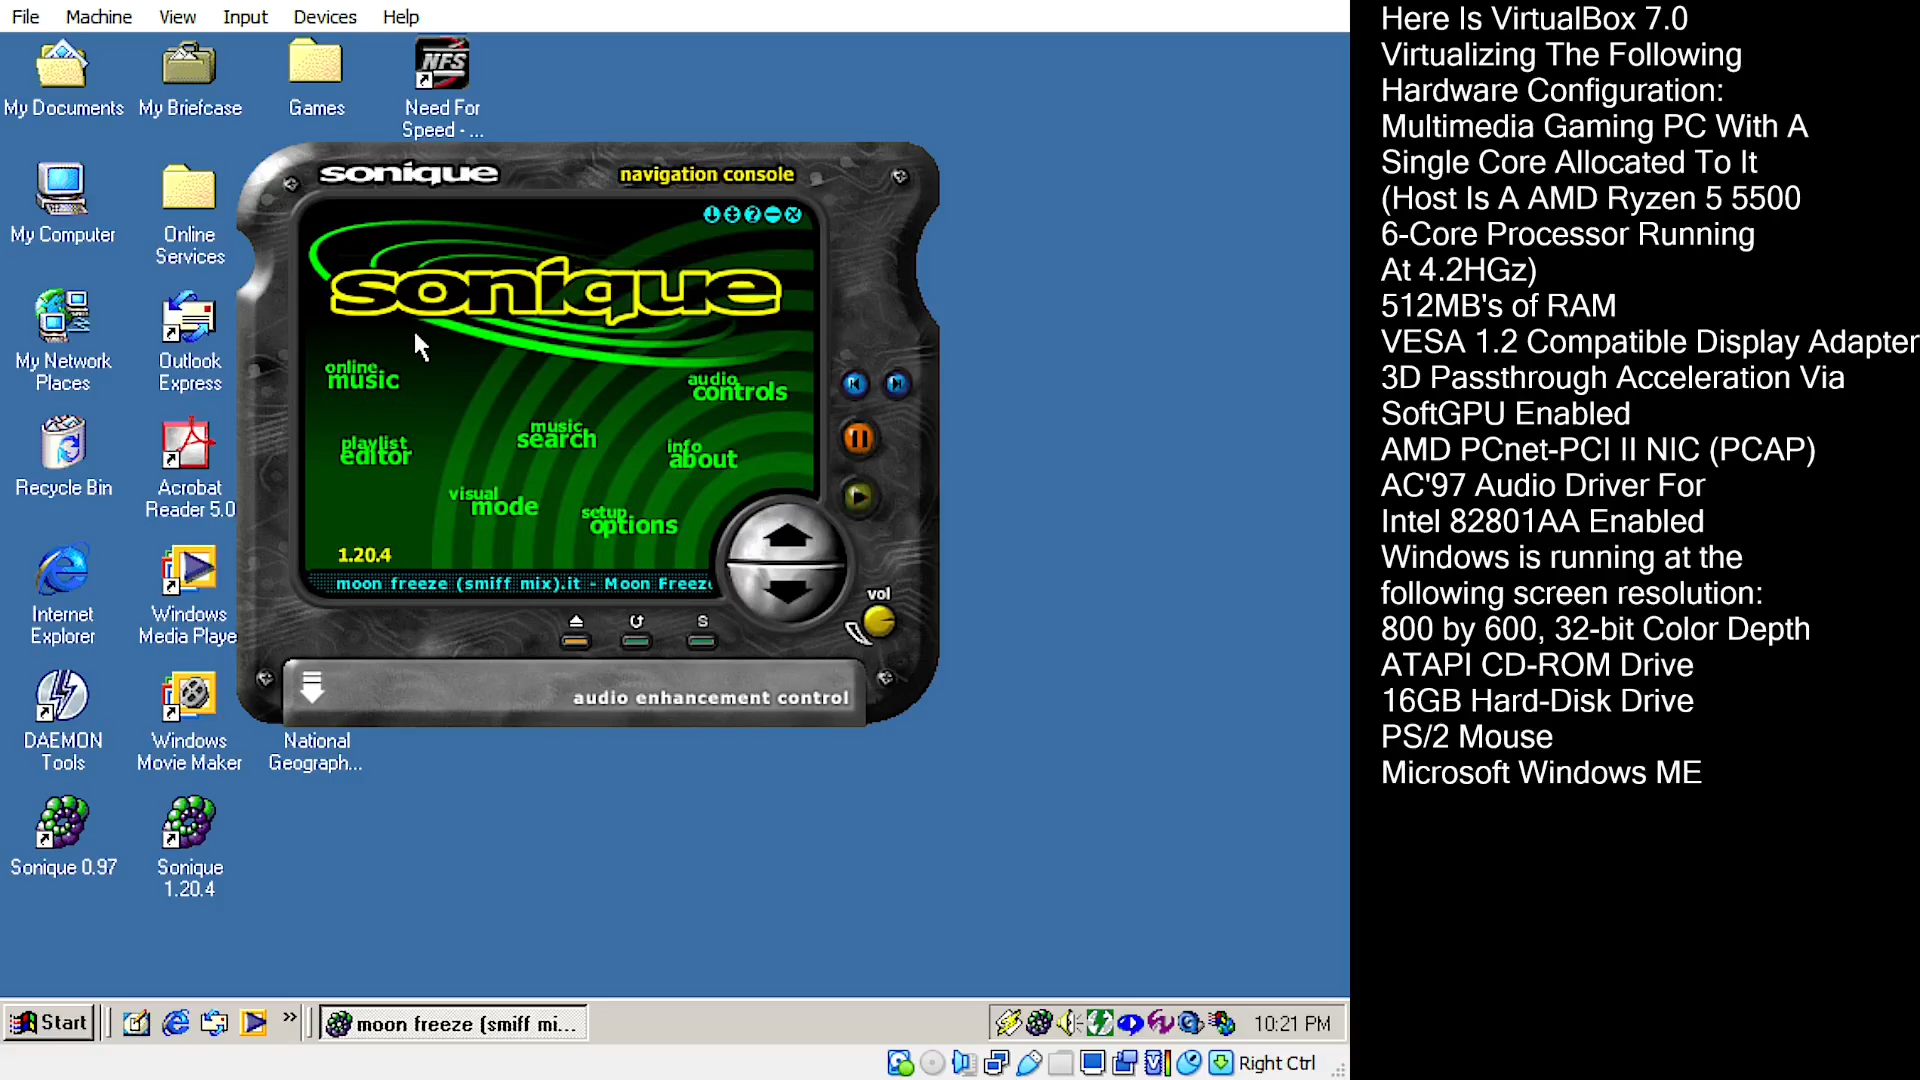 File Machine View Input Devices Help
My Documents
My Briefcase
Games
Need For
Speed - ...
NFS
My Computer
Online
Services
My Network
Places
Outlook
Express
Recycle Bin
Acrobat
Reader 5.0
Internet
Explorer
Windows
Media Playe
DAEMON
Tools
Windows
Movie Maker
National
Geograph...
Sonique 0.97
Sonique
1.20.4
sonique
navigation console
sonique
online
music
audio
controls
playlist
editor
music
search
info
about
visual
mode
setup
options
1.20.4
moon freeze (smiff mix).it - Moon Freeze
vol
S
audio enhancement control
Start
moon freeze (smiff mi...
10:21 PM
Right Ctrl
Here Is VirtualBox 7.0
Virtualizing The Following
Hardware Configuration:
Multimedia Gaming PC With A
Single Core Allocated To It
(Host Is A AMD Ryzen 5 5500
6-Core Processor Running
At 4.2HGz)
512MB's of RAM
VESA 1.2 Compatible Display Adapter
3D Passthrough Acceleration Via
SoftGPU Enabled
AMD PCnet-PCI II NIC (PCAP)
AC'97 Audio Driver For
Intel 82801AA Enabled
Windows is running at the
following screen resolution:
800 by 600, 32-bit Color Depth
ATAPI CD-ROM Drive
16GB Hard-Disk Drive
PS/2 Mouse
Microsoft Windows ME